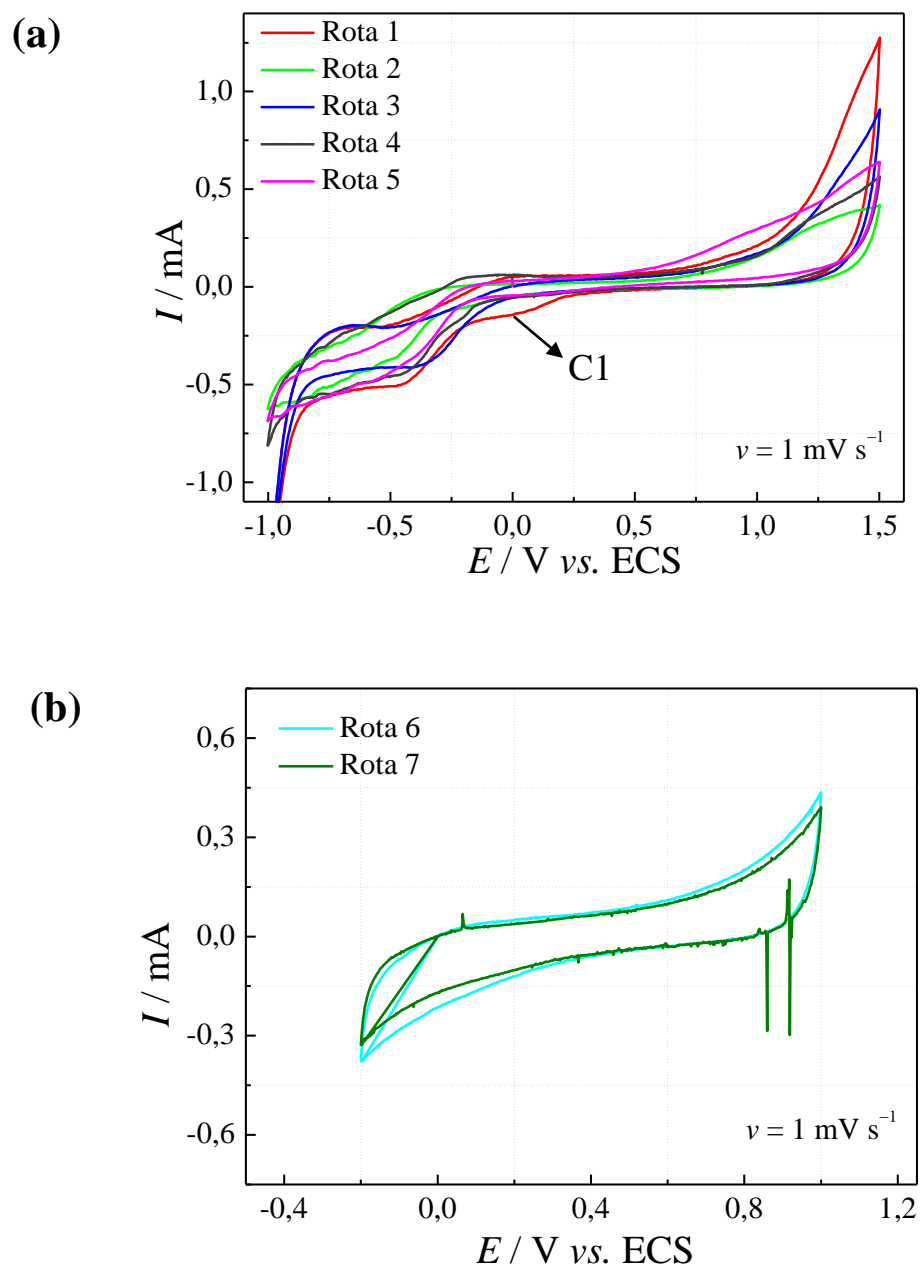 (a)
Rota 1
Rota 2
Rota 3
Rota 4
Rota 5
1,0
0,5
0,0
-0,5
-1,0
I / mA
C1
v = 1 mV s⁻¹
-1,0 -0,5 0,0 0,5 1,0 1,5
E / V vs. ECS
(b)
Rota 6
Rota 7
0,6
0,3
0,0
-0,3
-0,6
I / mA
v = 1 mV s⁻¹
-0,4 0,0 0,4 0,8 1,2
E / V vs. ECS